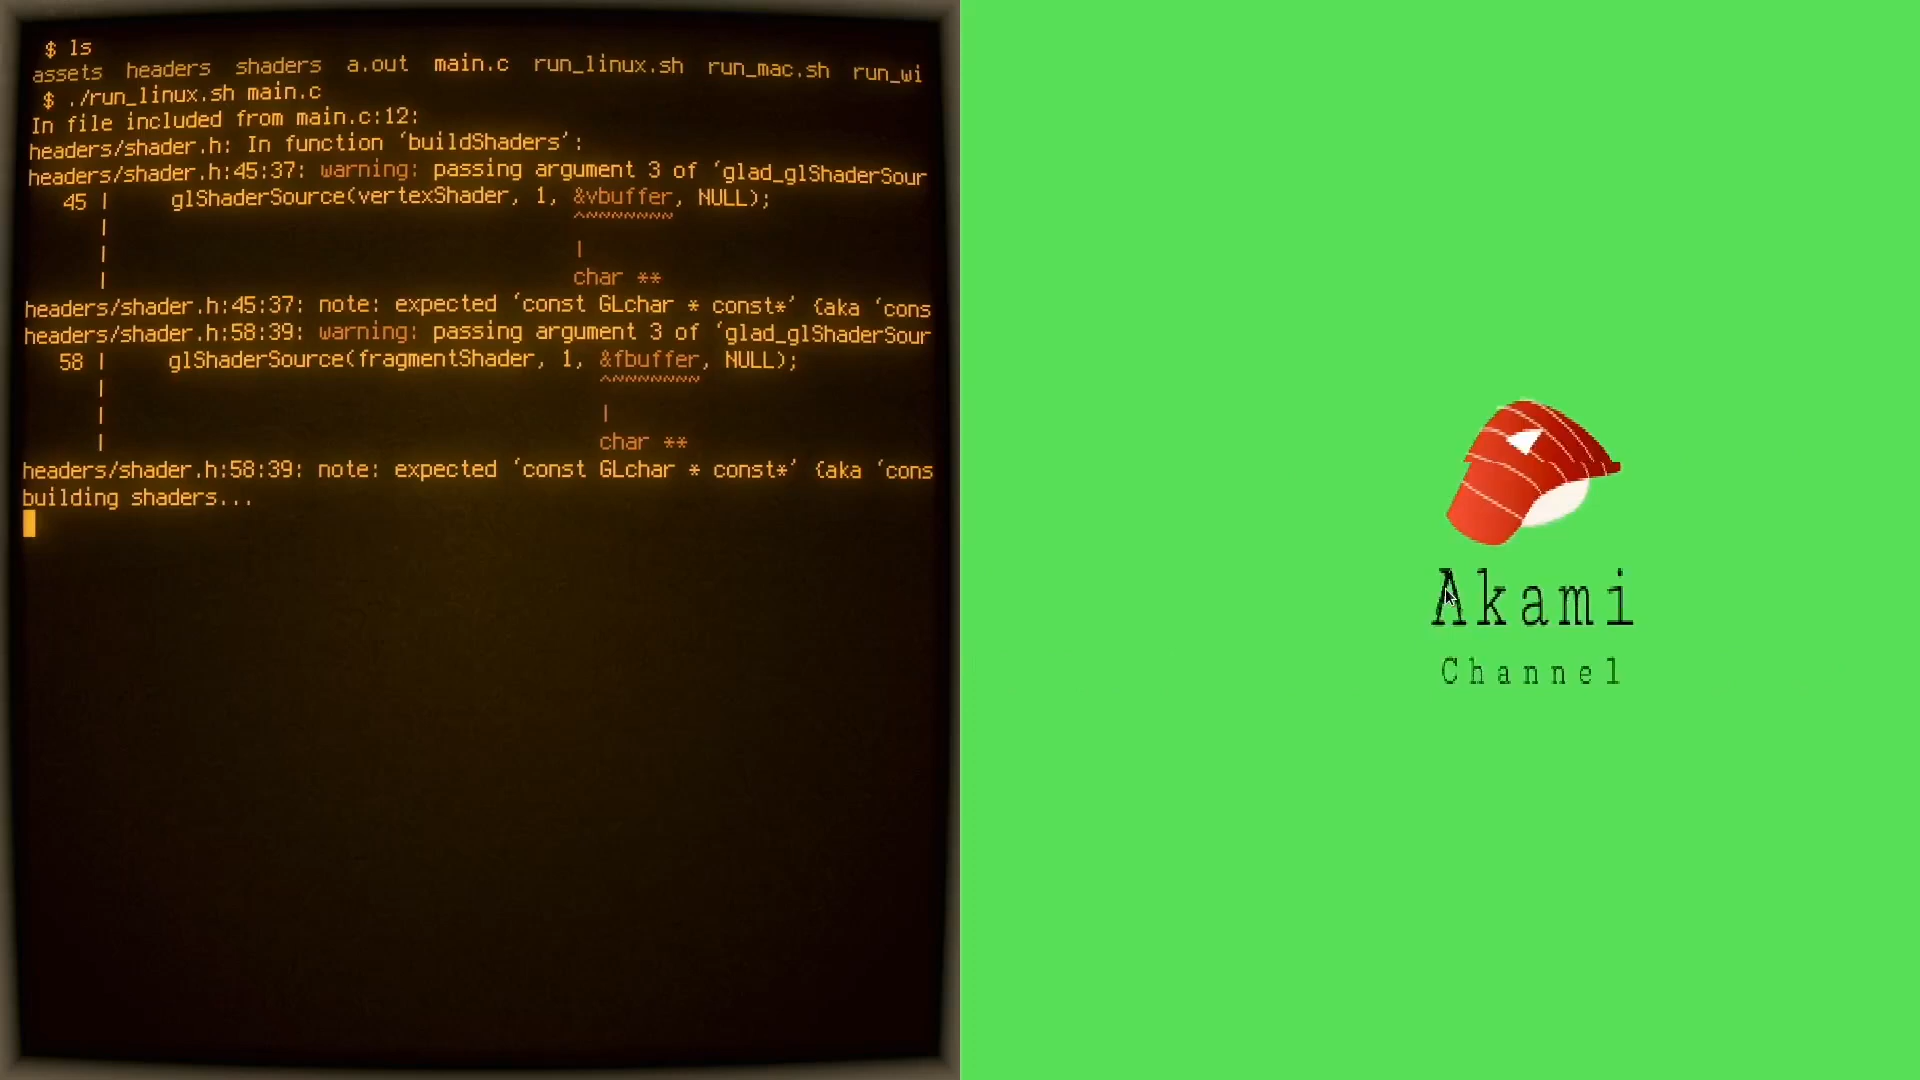 $ ls
assets headers shaders a.out main.c run_linux.sh run_mac.sh run_wi
$ ./run_linux.sh main.c
In file included from main.c:12:
headers/shader.h: In function ‘buildShaders’:
headers/shader.h:45:37: warning: passing argument 3 of ‘glad_glShaderSour
45 | glShaderSource(vertexShader, 1, &vbuffer, NULL);
| ^~~~~~~~
| |
| char **
headers/shader.h:45:37: note: expected ‘const GLchar * const*’ {aka ‘cons
headers/shader.h:58:39: warning: passing argument 3 of ‘glad_glShaderSour
58 | glShaderSource(fragmentShader, 1, &fbuffer, NULL);
| ^~~~~~~~
| |
| char **
headers/shader.h:58:39: note: expected ‘const GLchar * const*’ {aka ‘cons
building shaders...
Akami
Channel